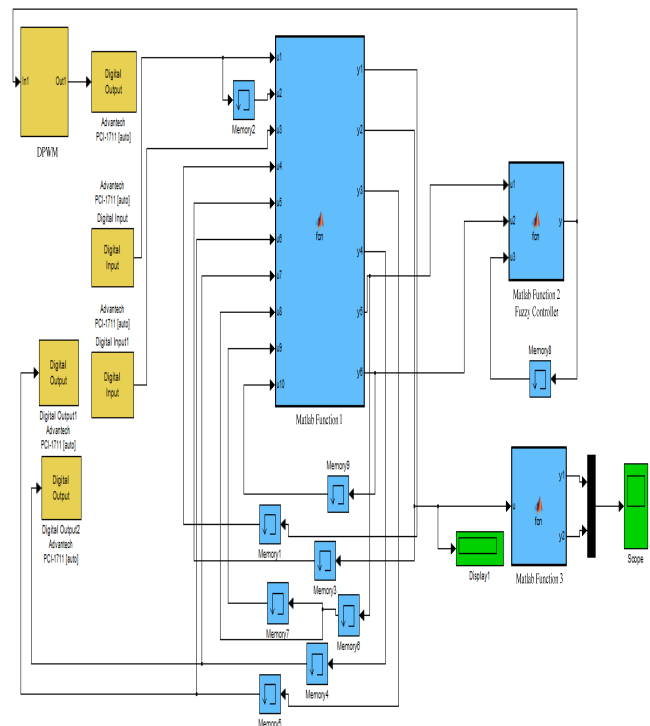 In1
Out1
DPWM
Digital
Output
Advantech
PCI-1711 [auto]
Advantech
PCI-1711 [auto]
Digital Input
Digital
Input
Advantech
PCI-1711 [auto]
Digital Input1
Digital
Input
Digital
Output
Digital Output1
Advantech
PCI-1711 [auto]
Digital
Output
Digital Output2
Advantech
PCI-1711 [auto]
Memory2
u1
u2
u3
u4
u5
u6
u7
u8
u9
u10
fcn
y1
y2
y3
y4
y5
y6
Matlab Function 1
u1
u2
u3
fcn
y
Matlab Function 2
Fuzzy Controller
Memory8
Memory9
Memory1
Memory3
Memory7
Memory6
Memory4
Memory5
Display1
u
fcn
y1
y2
Matlab Function 3
Scope